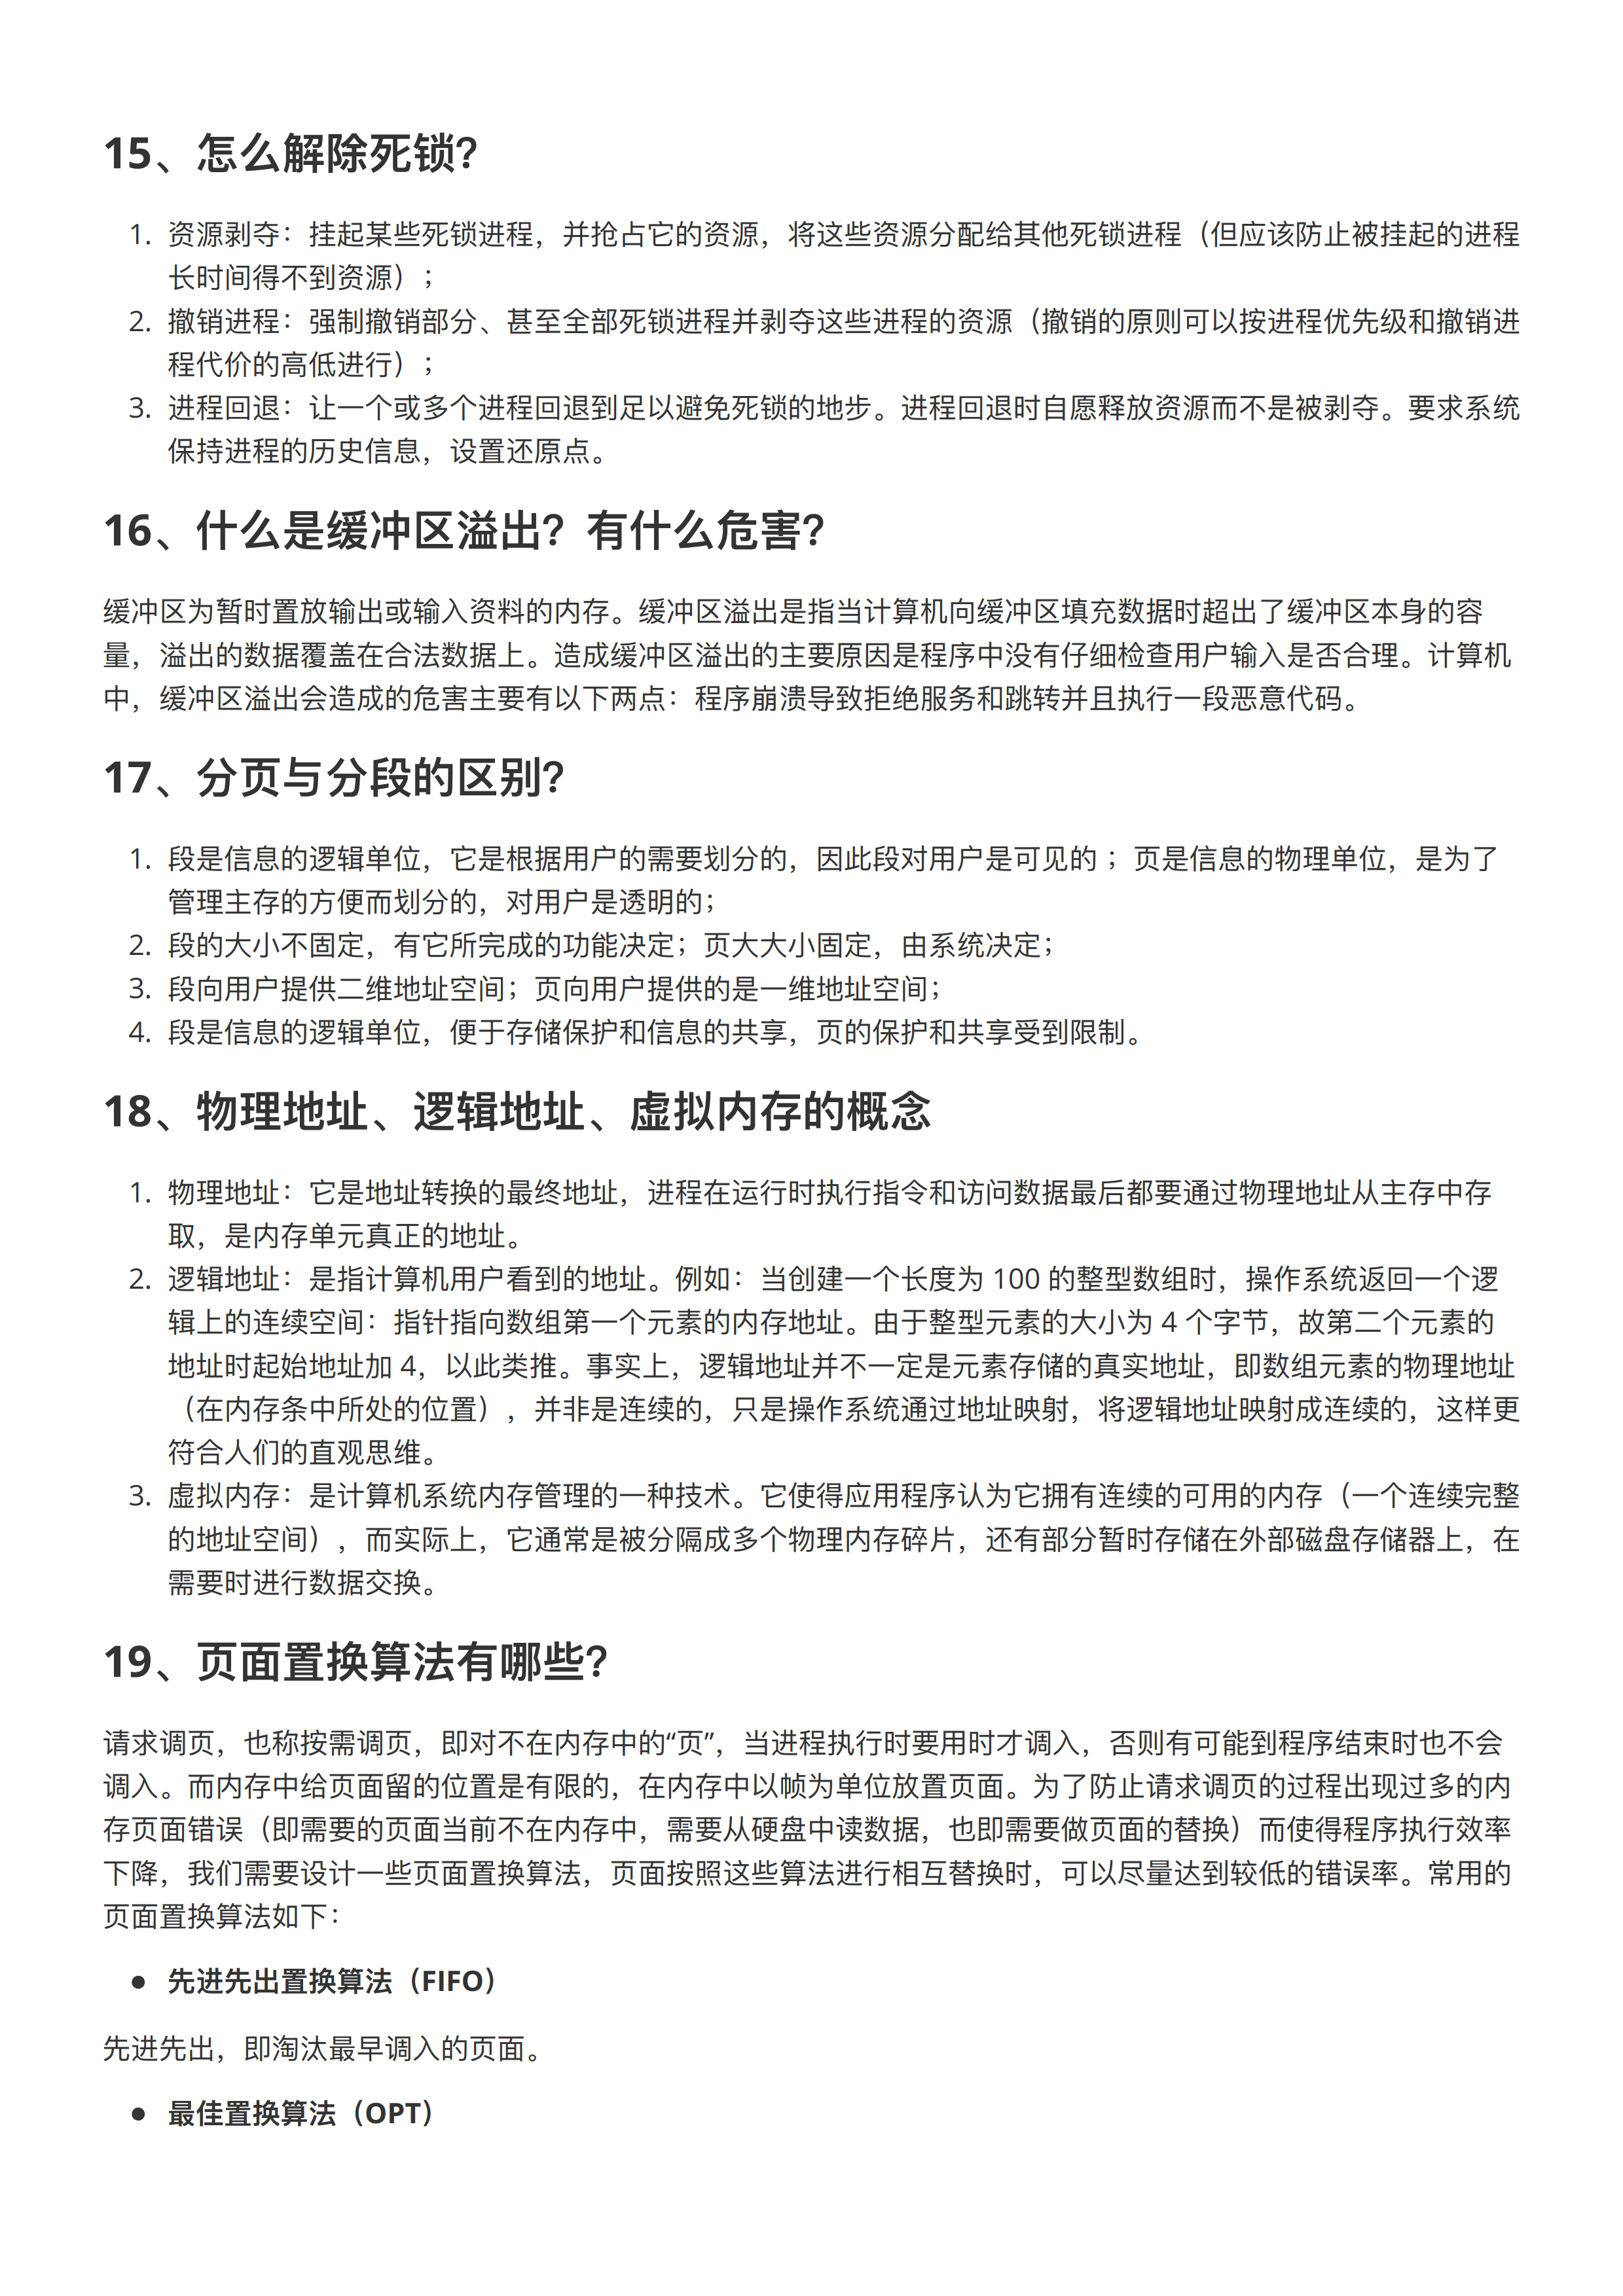 15、怎么解除死锁？
1. 资源剥夺：挂起某些死锁进程，并抢占它的资源，将这些资源分配给其他死锁进程（但应该防止被挂起的进程
长时间得不到资源）；
2. 撤销进程：强制撤销部分、甚至全部死锁进程并剥夺这些进程的资源（撤销的原则可以按进程优先级和撤销进
程代价的高低进行）；
3. 进程回退：让一个或多个进程回退到足以避免死锁的地步。进程回退时自愿释放资源而不是被剥夺。要求系统
保持进程的历史信息，设置还原点。
16、什么是缓冲区溢出？有什么危害？
缓冲区为暂时置放输出或输入资料的内存。缓冲区溢出是指当计算机向缓冲区填充数据时超出了缓冲区本身的容
量，溢出的数据覆盖在合法数据上。造成缓冲区溢出的主要原因是程序中没有仔细检查用户输入是否合理。计算机
中，缓冲区溢出会造成的危害主要有以下两点：程序崩溃导致拒绝服务和跳转并且执行一段恶意代码。
17、分页与分段的区别？
1. 段是信息的逻辑单位，它是根据用户的需要划分的，因此段对用户是可见的 ；页是信息的物理单位，是为了
管理主存的方便而划分的，对用户是透明的；
2. 段的大小不固定，有它所完成的功能决定；页大大小固定，由系统决定；
3. 段向用户提供二维地址空间；页向用户提供的是一维地址空间；
4. 段是信息的逻辑单位，便于存储保护和信息的共享，页的保护和共享受到限制。
18、物理地址、逻辑地址、虚拟内存的概念
1. 物理地址：它是地址转换的最终地址，进程在运行时执行指令和访问数据最后都要通过物理地址从主存中存
取，是内存单元真正的地址。
2. 逻辑地址：是指计算机用户看到的地址。例如：当创建一个长度为 100 的整型数组时，操作系统返回一个逻
辑上的连续空间：指针指向数组第一个元素的内存地址。由于整型元素的大小为 4 个字节，故第二个元素的
地址时起始地址加 4，以此类推。事实上，逻辑地址并不一定是元素存储的真实地址，即数组元素的物理地址
（在内存条中所处的位置），并非是连续的，只是操作系统通过地址映射，将逻辑地址映射成连续的，这样更
符合人们的直观思维。
3. 虚拟内存：是计算机系统内存管理的一种技术。它使得应用程序认为它拥有连续的可用的内存（一个连续完整
的地址空间），而实际上，它通常是被分隔成多个物理内存碎片，还有部分暂时存储在外部磁盘存储器上，在
需要时进行数据交换。
19、页面置换算法有哪些？
请求调页，也称按需调页，即对不在内存中的“页”，当进程执行时要用时才调入，否则有可能到程序结束时也不会
调入。而内存中给页面留的位置是有限的，在内存中以帧为单位放置页面。为了防止请求调页的过程出现过多的内
存页面错误（即需要的页面当前不在内存中，需要从硬盘中读数据，也即需要做页面的替换）而使得程序执行效率
下降，我们需要设计一些页面置换算法，页面按照这些算法进行相互替换时，可以尽量达到较低的错误率。常用的
页面置换算法如下：
● 先进先出置换算法（FIFO）
先进先出，即淘汰最早调入的页面。
● 最佳置换算法（OPT）